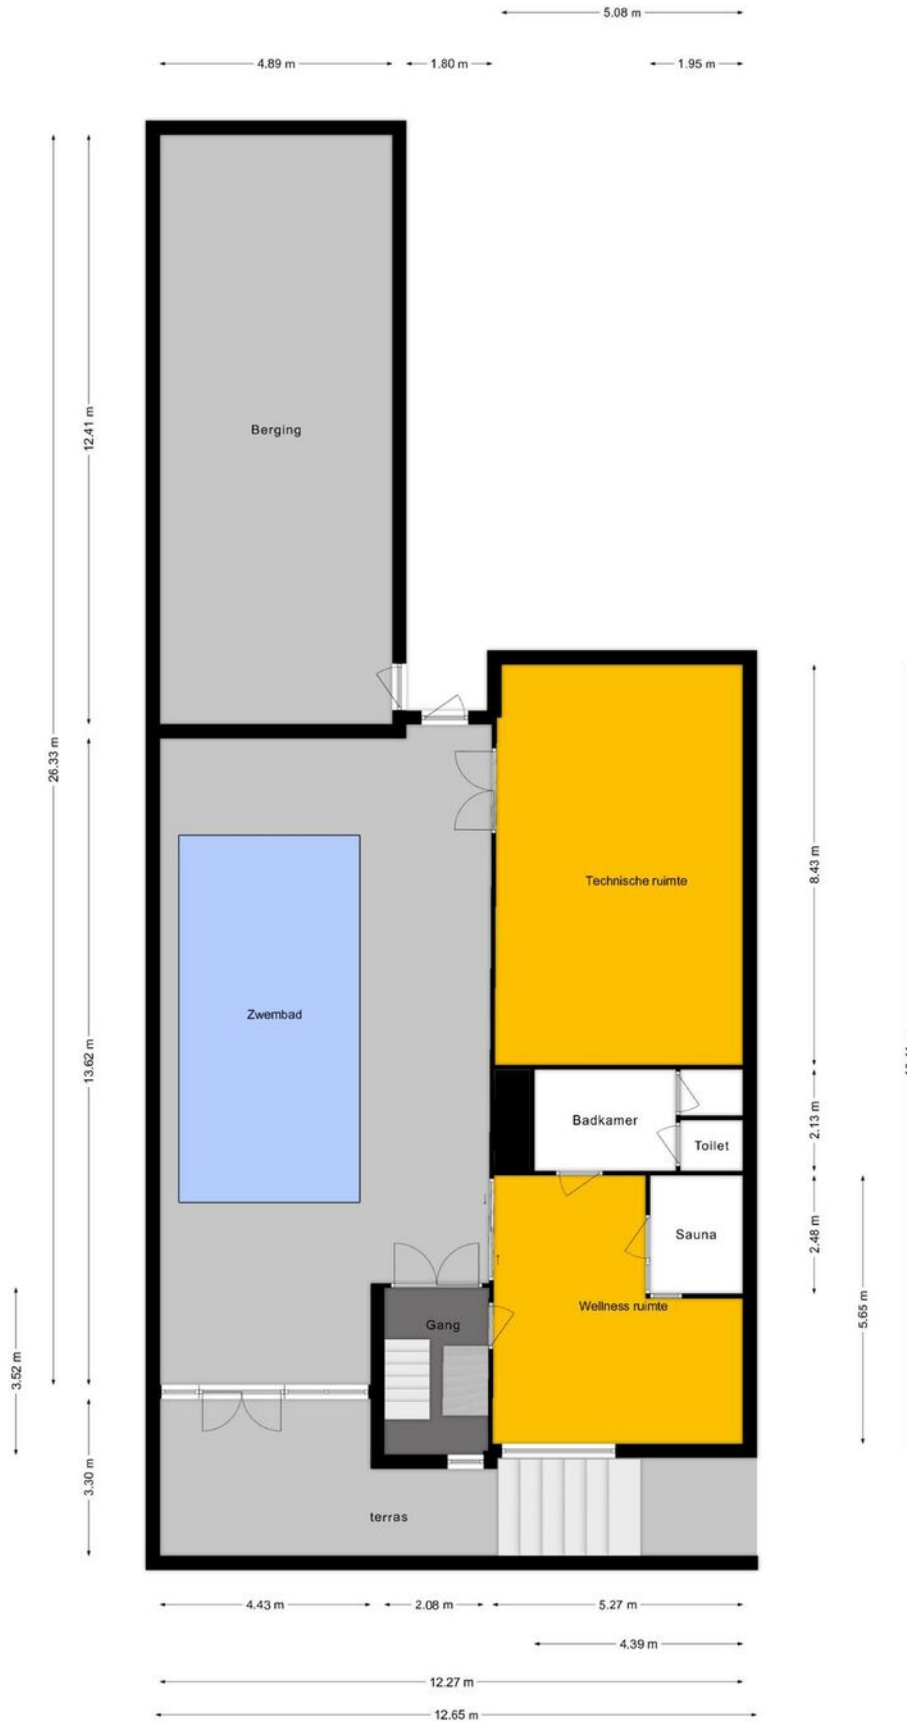 5.08 m
4.89 m
1.80 m
1.95 m
Berging
12.41 m
26.33 m
Technische ruimte
8.43 m
Zwembad
13.62 m
Badkamer
2.13 m
Toilet
Sauna
2.48 m
Wellness ruimte
5.65 m
Gang
3.52 m
3.30 m
terras
4.43 m
2.08 m
5.27 m
4.39 m
12.27 m
12.65 m